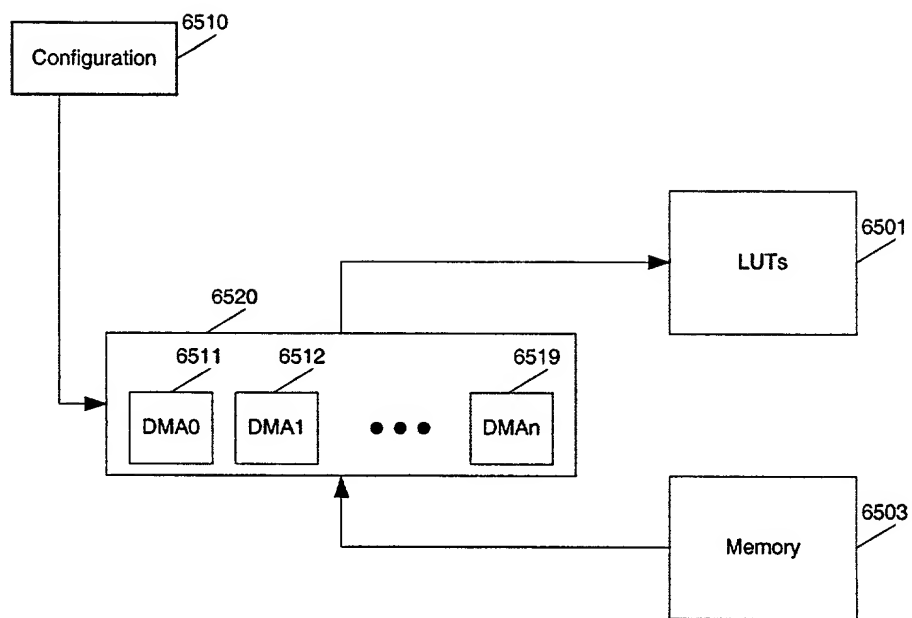 6510
Configuration
6501
LUTs
6520
6511
6512
6519
DMA0
DMA1
DMAn
6503
Memory